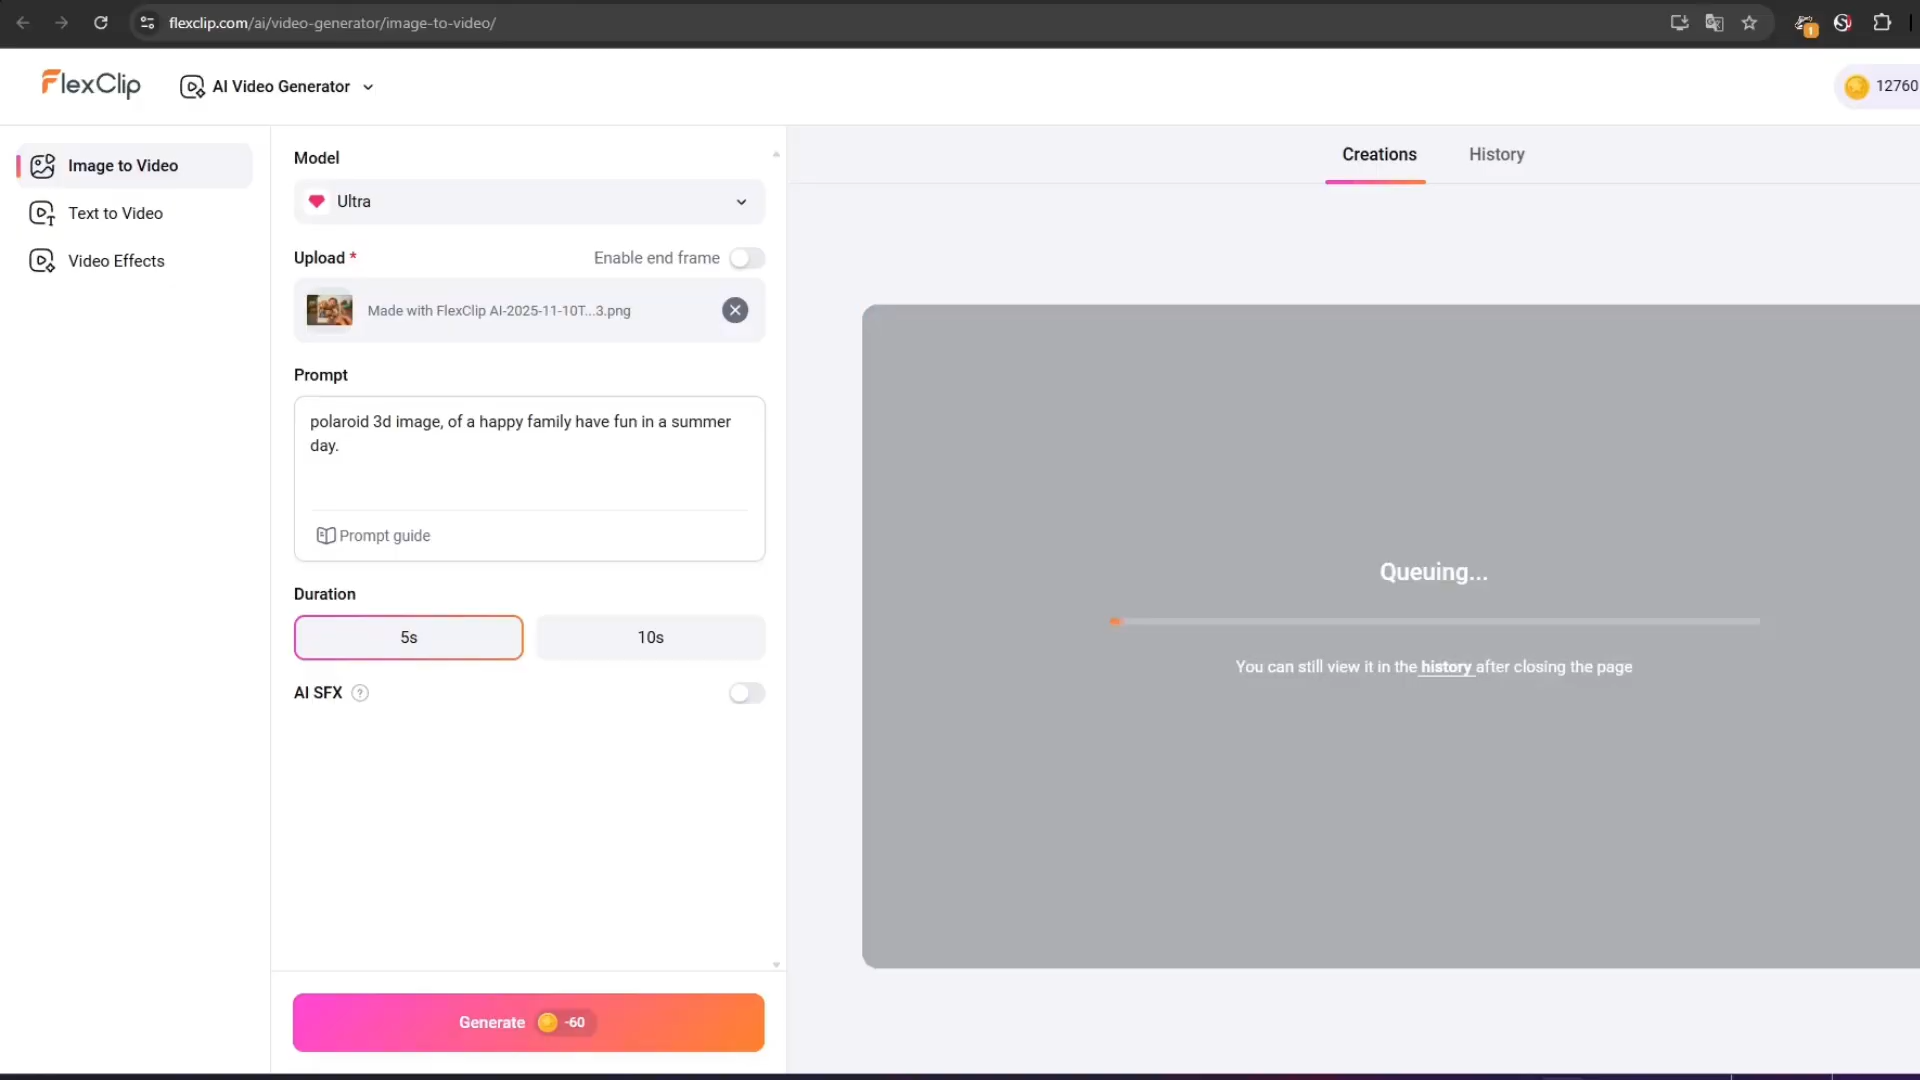 flexclip.com/ai/video-generator/image-to-video/
1
FlexClip
AI Video Generator
12760
Image to Video
Text to Video
Video Effects
Model
Ultra
Upload *
Enable end frame
Made with FlexClip AI-2025-11-10T...3.png
Prompt
polaroid 3d image, of a happy family have fun in a summer
day.
Prompt guide
Duration
5s
10s
AI SFX
?
Generate
-60
Creations
History
Queuing...
You can still view it in the history after closing the page